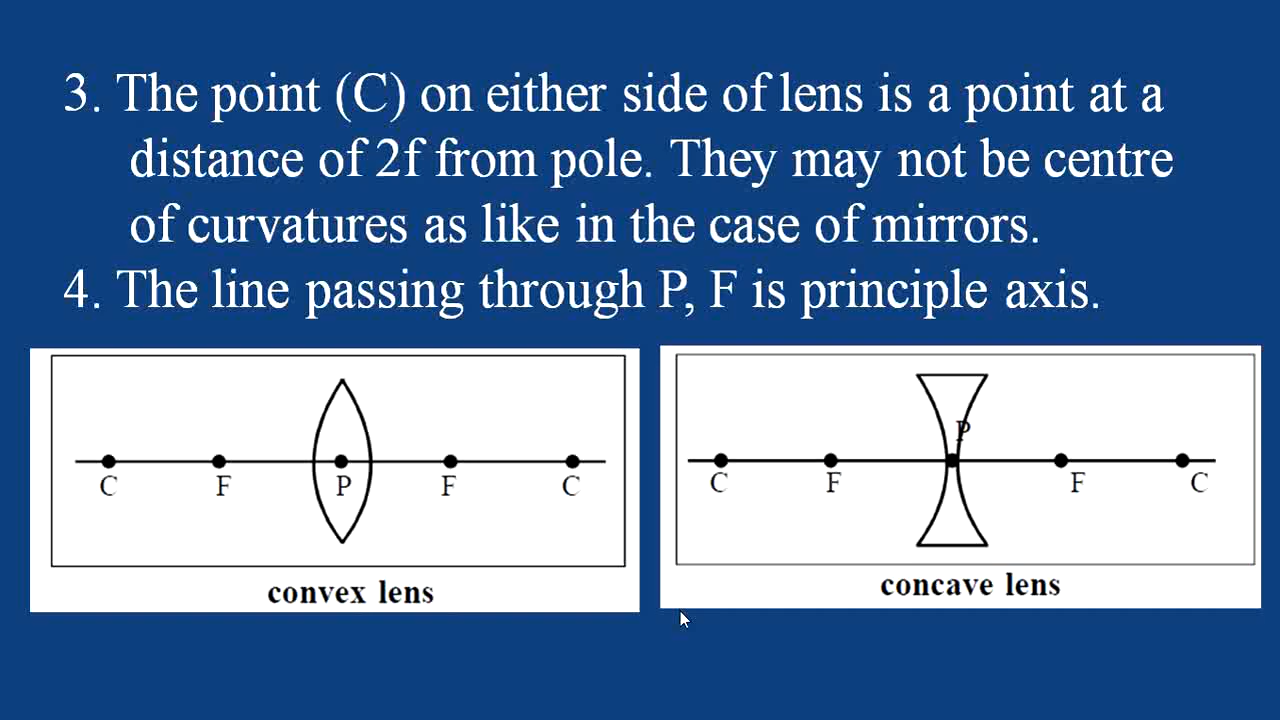 3. The point (C) on either side of lens is a point at a
distance of 2f from pole. They may not be centre
of curvatures as like in the case of mirrors.
4. The line passing through P, F is principle axis.
C F P F C
convex lens
P
C F F C
concave lens